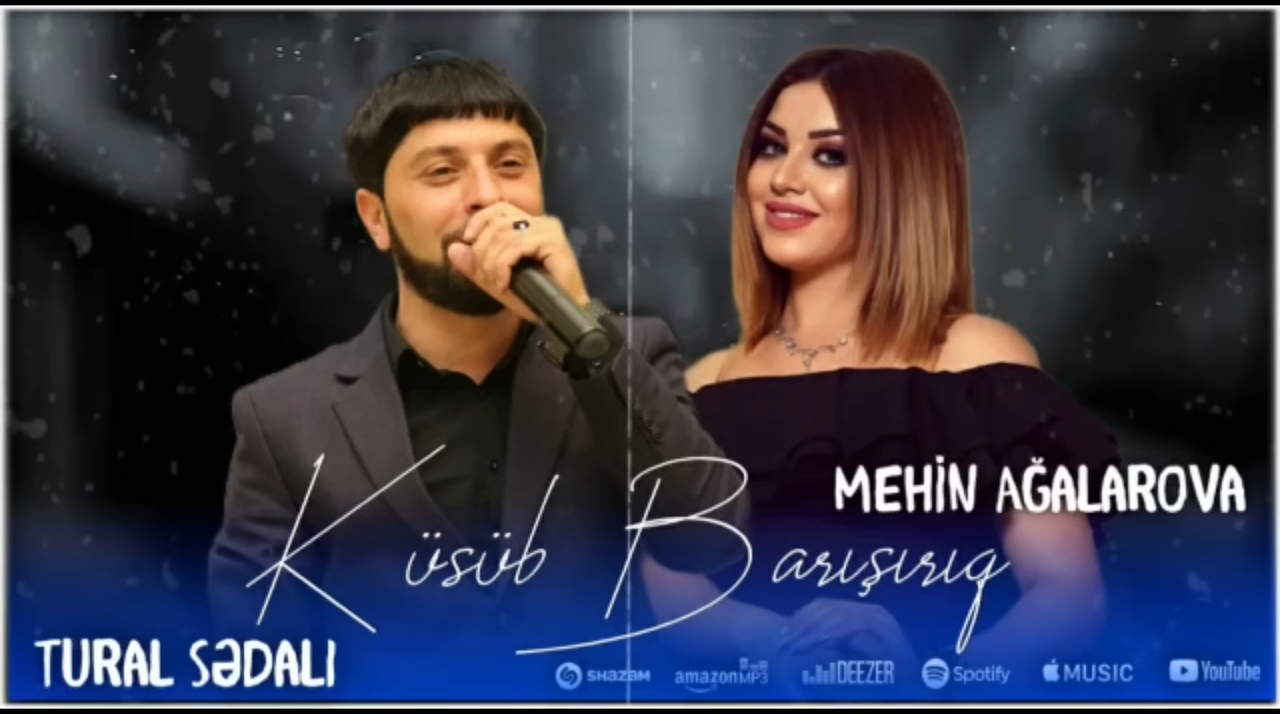 MEHİN AĞALAROVA
Küsüb Barışırıq
TURAL SƏDALI
SHAZAM amazonMP3 DEEZER Spotify MUSIC YouTube